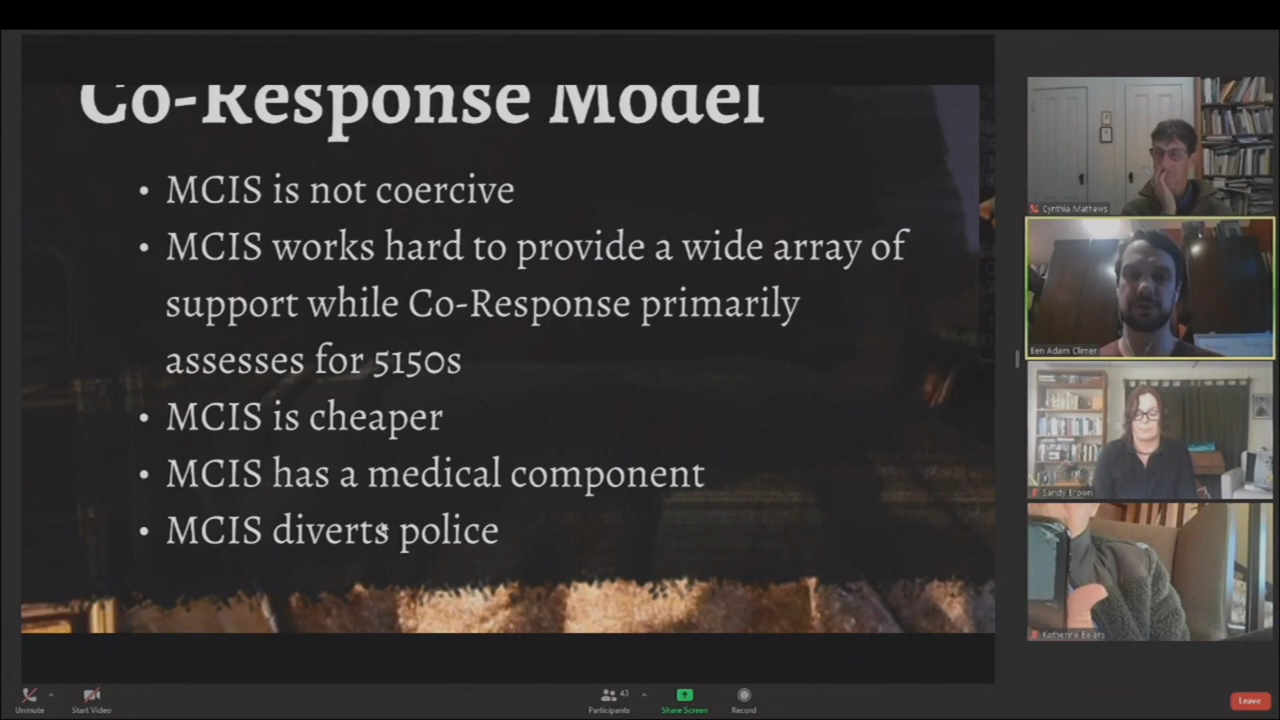 Co-Response Model
• MCIS is not coercive
• MCIS works hard to provide a wide array of
support while Co-Response primarily
assesses for 5150s
• MCIS is cheaper
• MCIS has a medical component
• MCIS diverts police
Cynthia Mathews
Ben Adam Climer
Sandy Brown
Katherine Beiers
Unmute
Start Video
43
Participants
Share Screen
Record
Leave